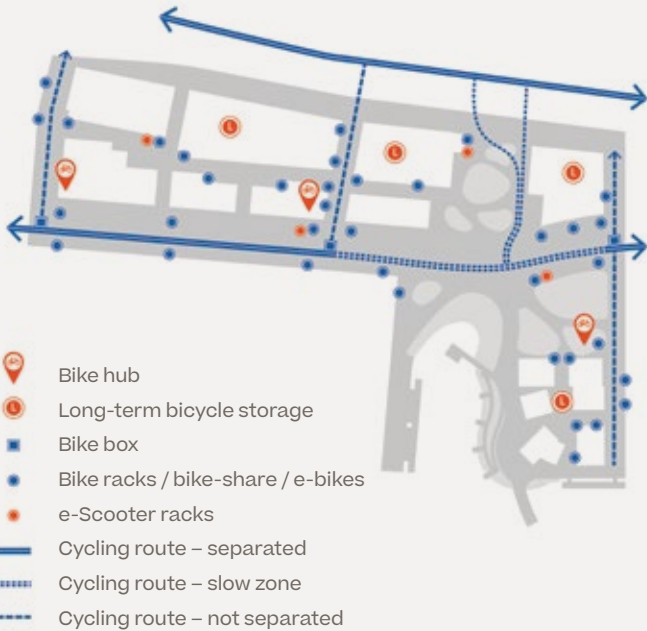 L
L
L
L
Bike hub
L Long-term bicycle storage
Bike box
Bike racks / bike-share / e-bikes
e-Scooter racks
Cycling route – separated
Cycling route – slow zone
Cycling route – not separated